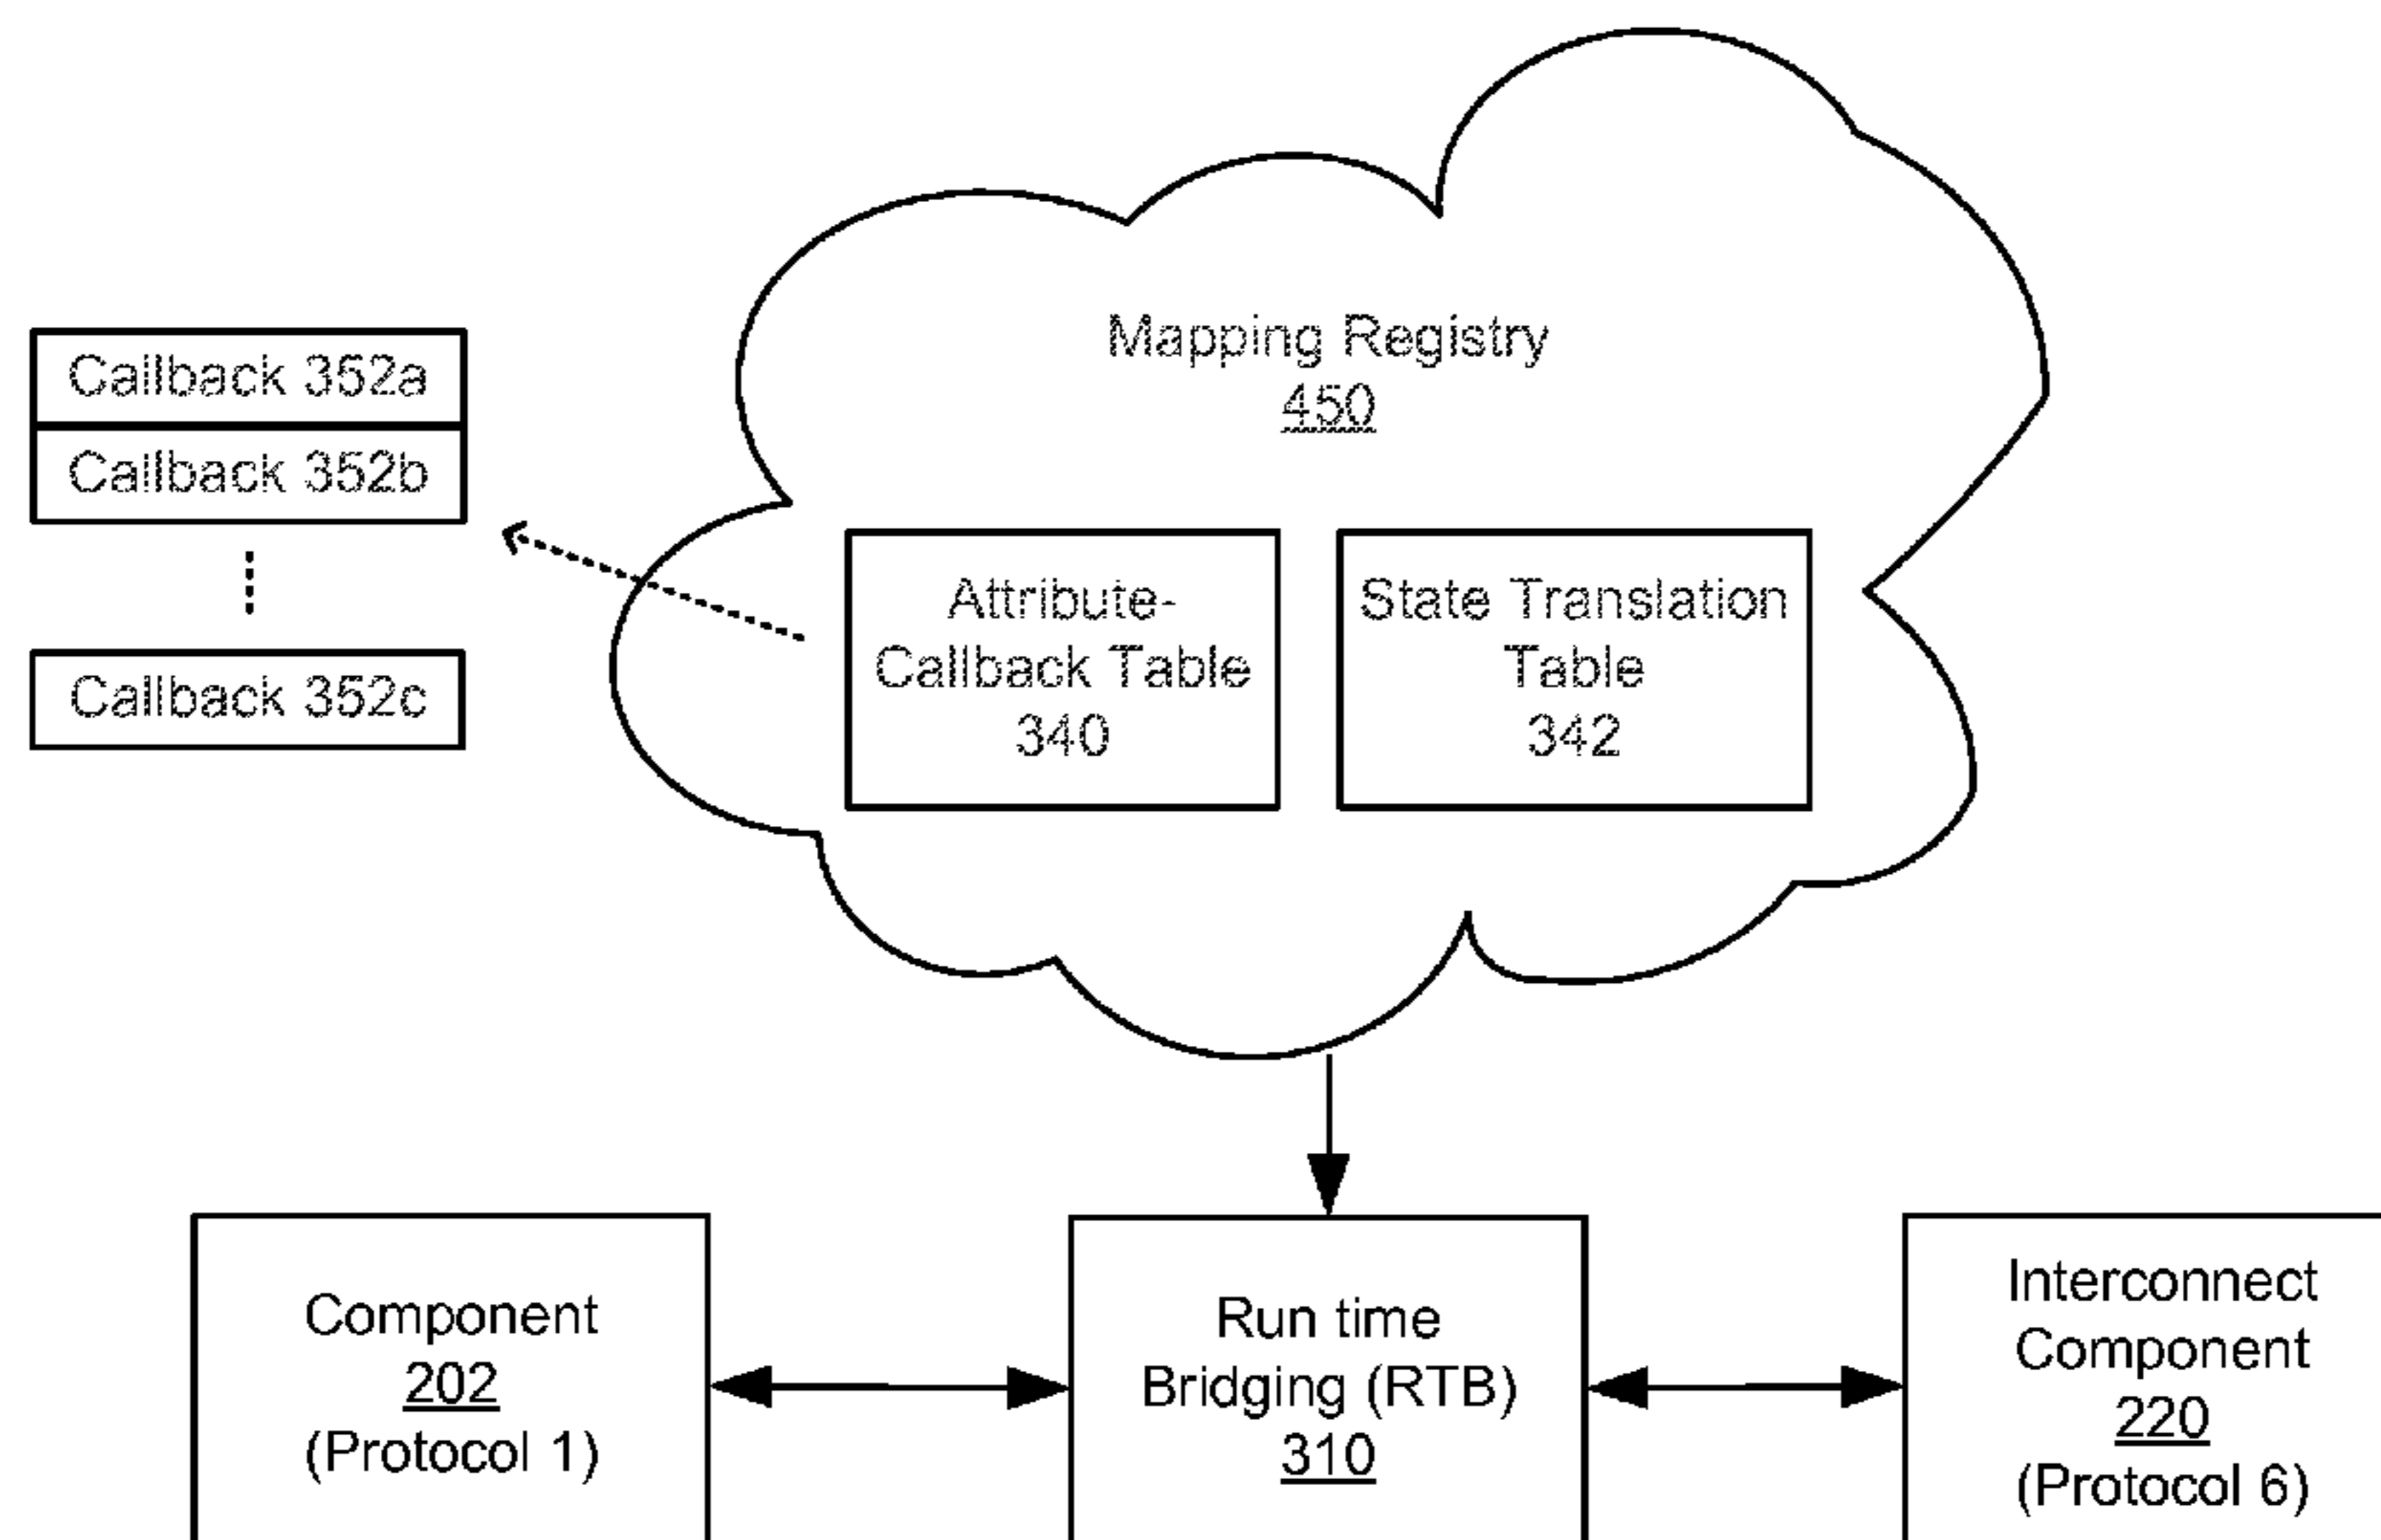 Mapping Registry
450
Callback 352a
Callback 352b
Callback 352c
Attribute-
Callback Table
340
State Translation
Table
342
Component
202
(Protocol 1)
Run time
Bridging (RTB)
310
Interconnect
Component
220
(Protocol 6)